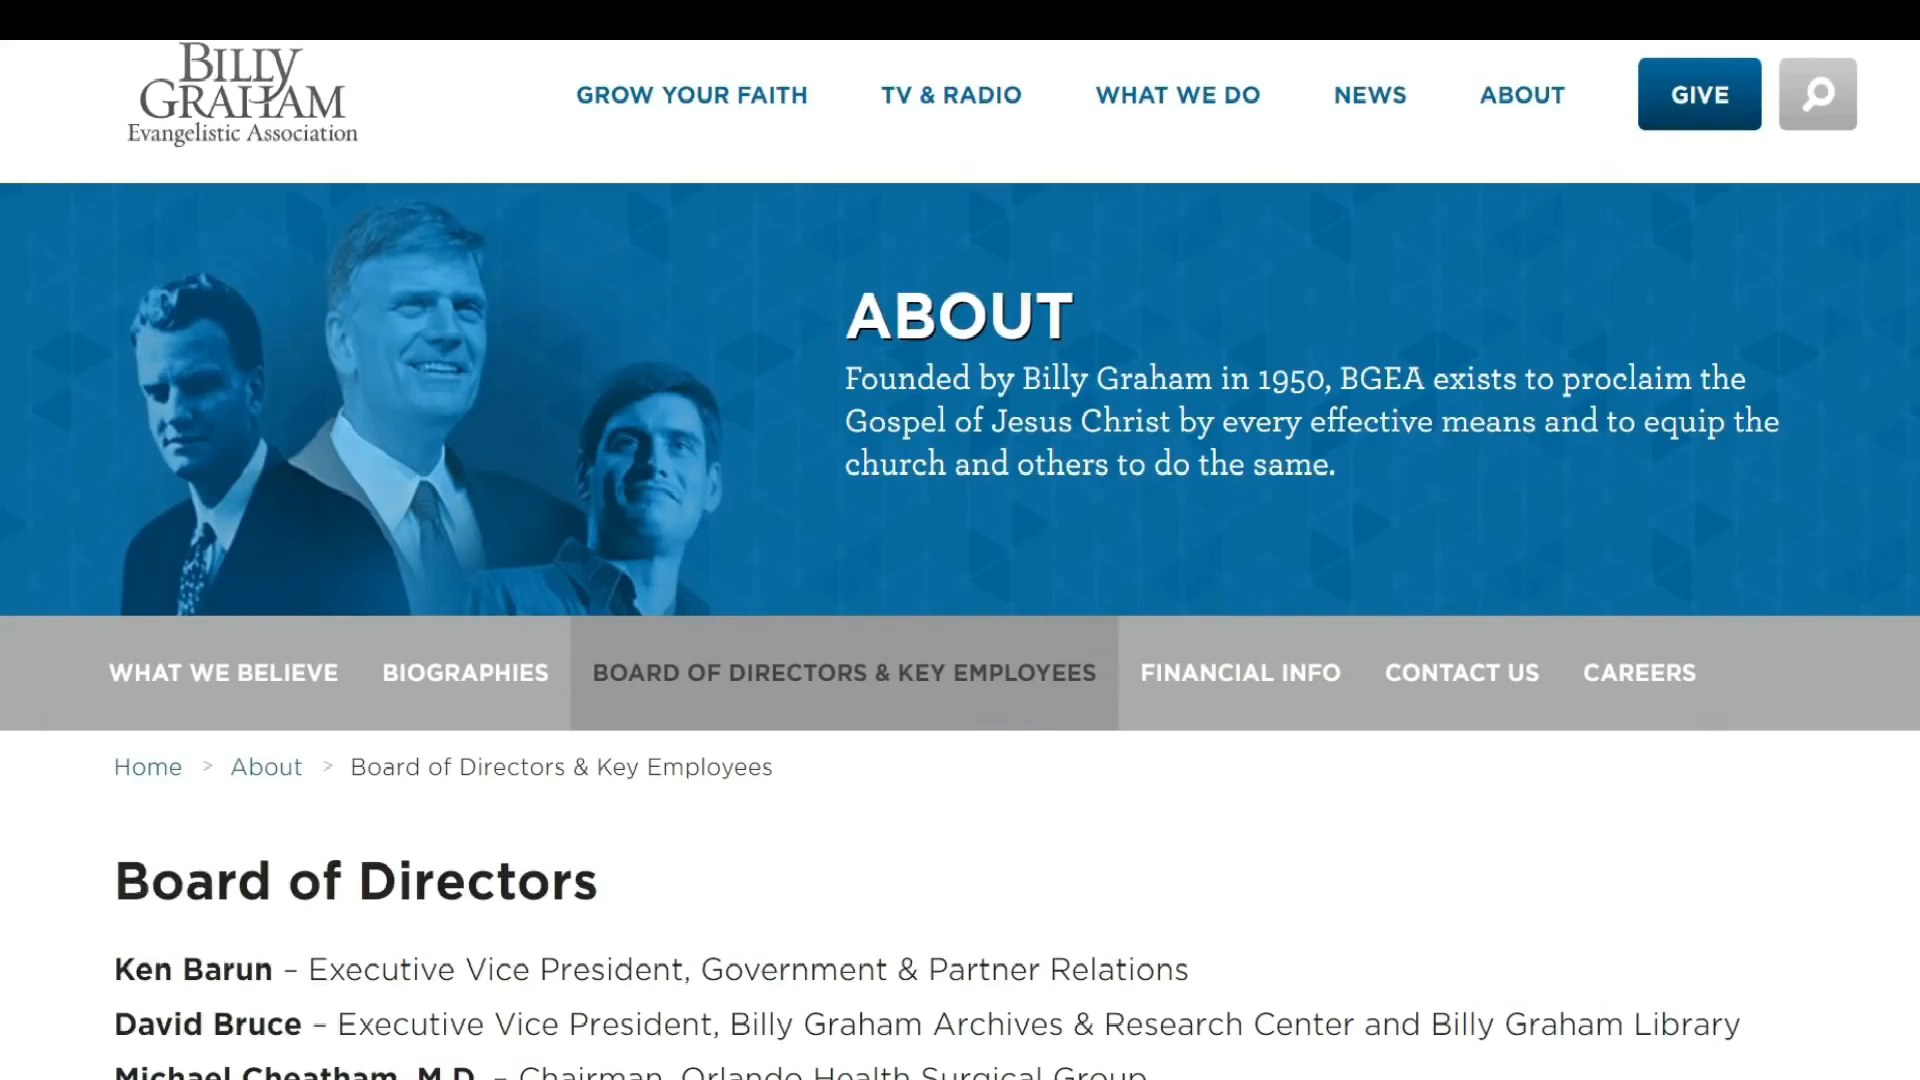 BILLY
GRAHAM
Evangelistic Association
GROW YOUR FAITH
TV & RADIO
WHAT WE DO
NEWS
ABOUT
GIVE
ABOUT
Founded by Billy Graham in 1950, BGEA exists to proclaim the
Gospel of Jesus Christ by every effective means and to equip the
church and others to do the same.
WHAT WE BELIEVE
BIOGRAPHIES
BOARD OF DIRECTORS & KEY EMPLOYEES
FINANCIAL INFO
CONTACT US
CAREERS
Home > About > Board of Directors & Key Employees
Board of Directors
Ken Barun – Executive Vice President, Government & Partner Relations
David Bruce – Executive Vice President, Billy Graham Archives & Research Center and Billy Graham Library
Michael Cheatham, M.D. – Chairman, Orlando Health Surgical Group